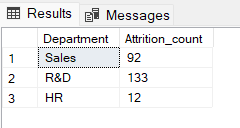 Results Messages
Department Attrition_count
1 Sales 92
2 R&D 133
3 HR 12